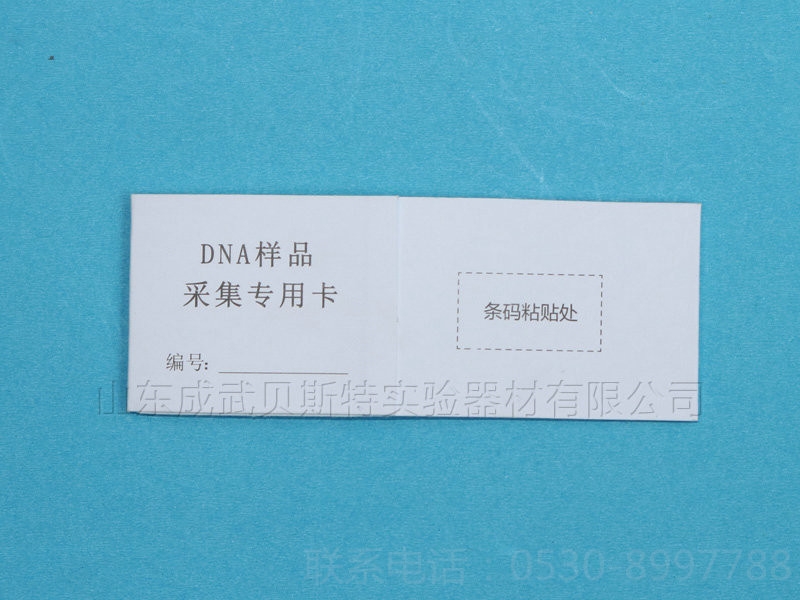 DNA样品
采集专用卡
编号:
条码粘贴处
山东成武贝斯特实验器材有限公司
联系电话：0530-8997788